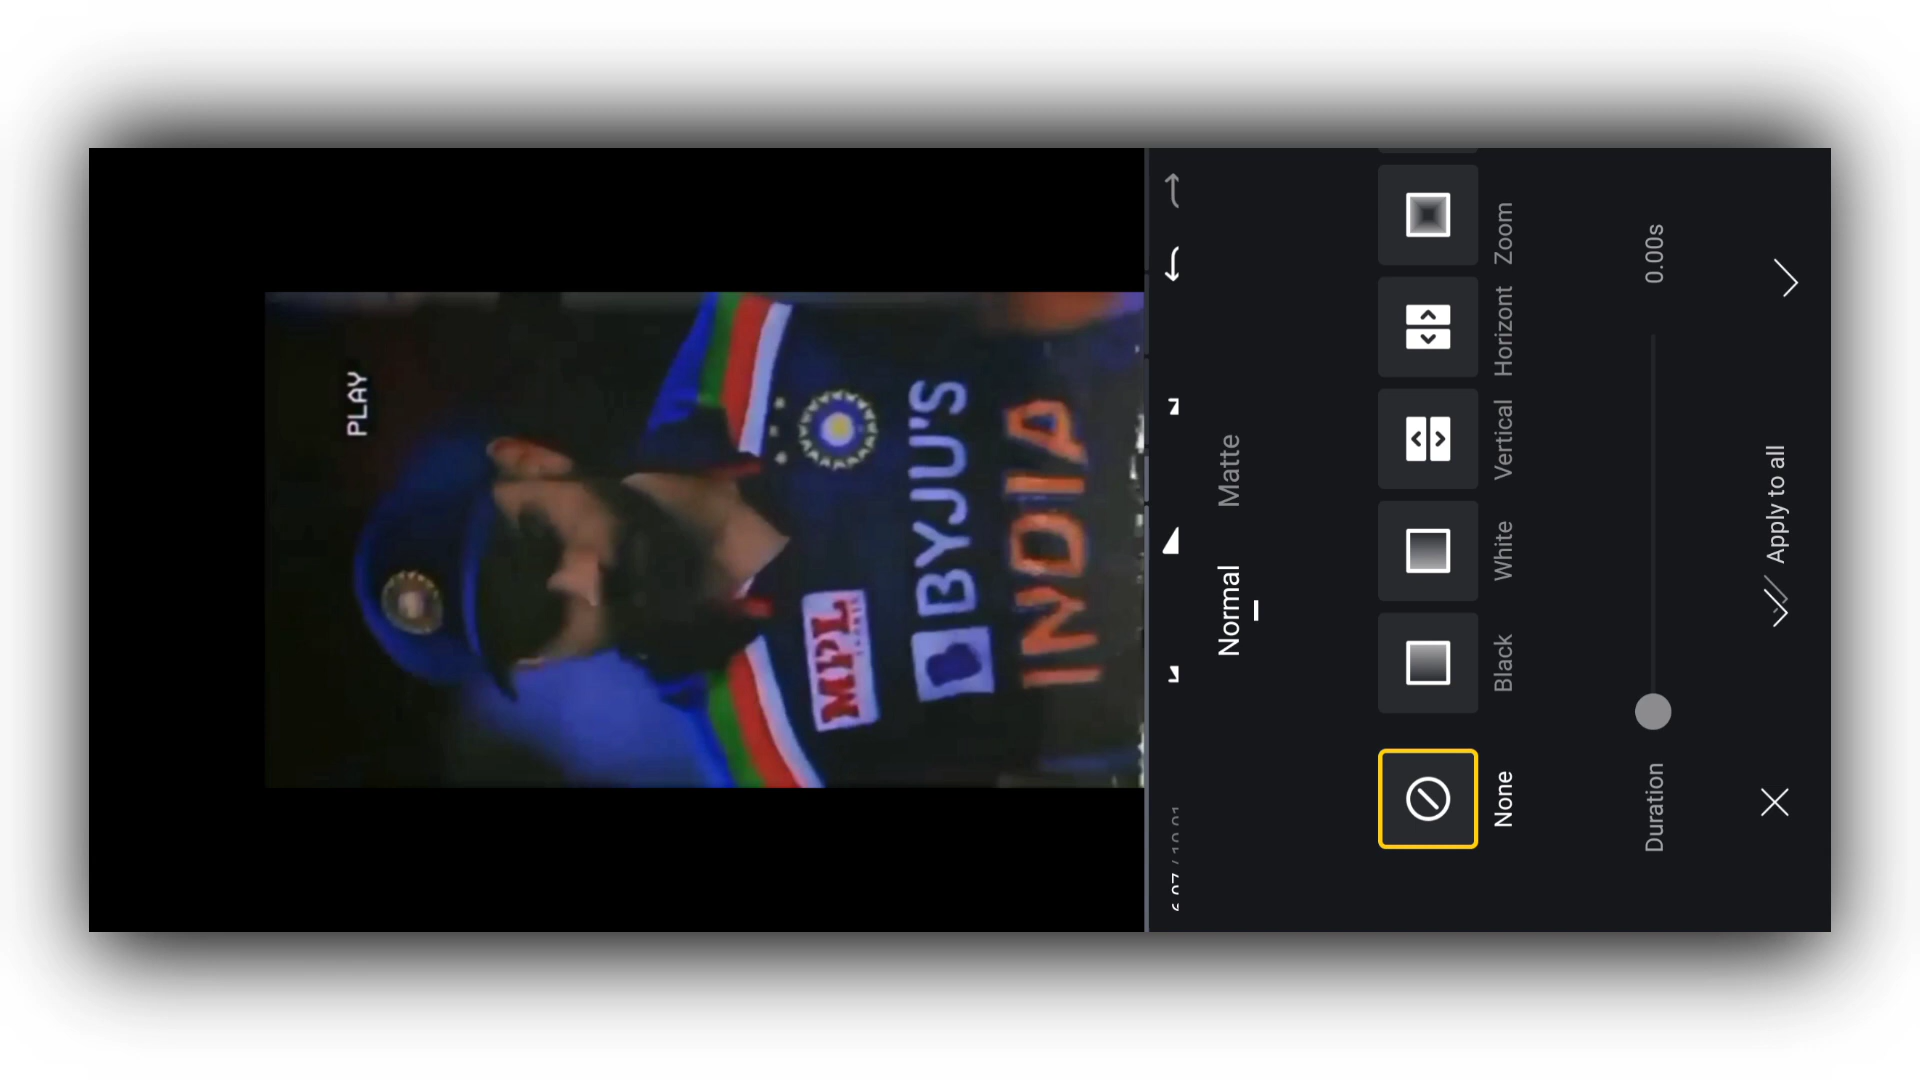 PLAY
MPL
BYJU'S
INDIA
Normal Matte
None Black White Vertical Horizont Zoom
Duration 0.00s
Apply to all